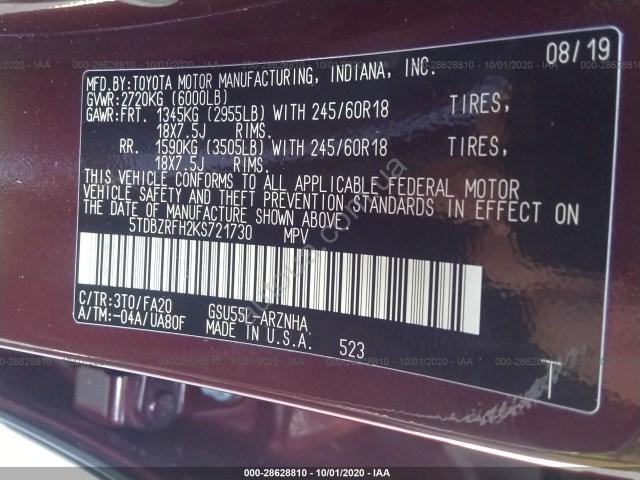 08/19
MFD.BY:TOYOTA MOTOR MANUFACTURING, INDIANA, INC.
GVWR:2720KG (6000LB)
GAWR:FRT. 1345KG (2955LB) WITH 245/60R18 TIRES,
18X7.5J RIMS.
RR. 1590KG (3505LB) WITH 245/60R18 TIRES,
18X7.5J RIMS.
THIS VEHICLE CONFORMS TO ALL APPLICABLE FEDERAL MOTOR
VEHICLE SAFETY AND THEFT PREVENTION STANDARDS IN EFFECT ON
THE DATE OF MANUFACTURE SHOWN ABOVE.
5TDBZRFH2KS721730 MPV
C/TR:3T0/FA20 GSU55L-ARZNHA
A/TM:-04A/UA80F MADE IN U.S.A. 523
000-28628810 · 10/01/2020 - IAA